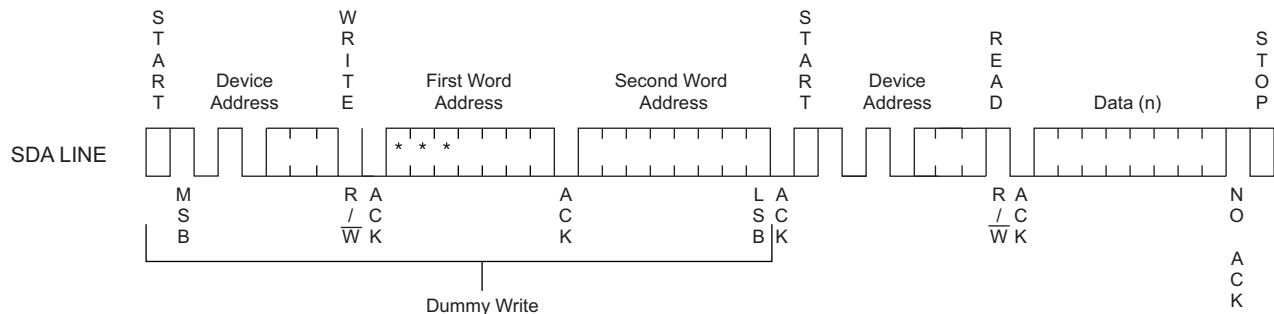 START
WRITE
START
READ
STOP
Device
Address
First Word
Address
Second Word
Address
Device
Address
Data (n)
SDA LINE
* * *
MSB
R/W
ACK
ACK
LSB
ACK
R/W
ACK
NO ACK
Dummy Write